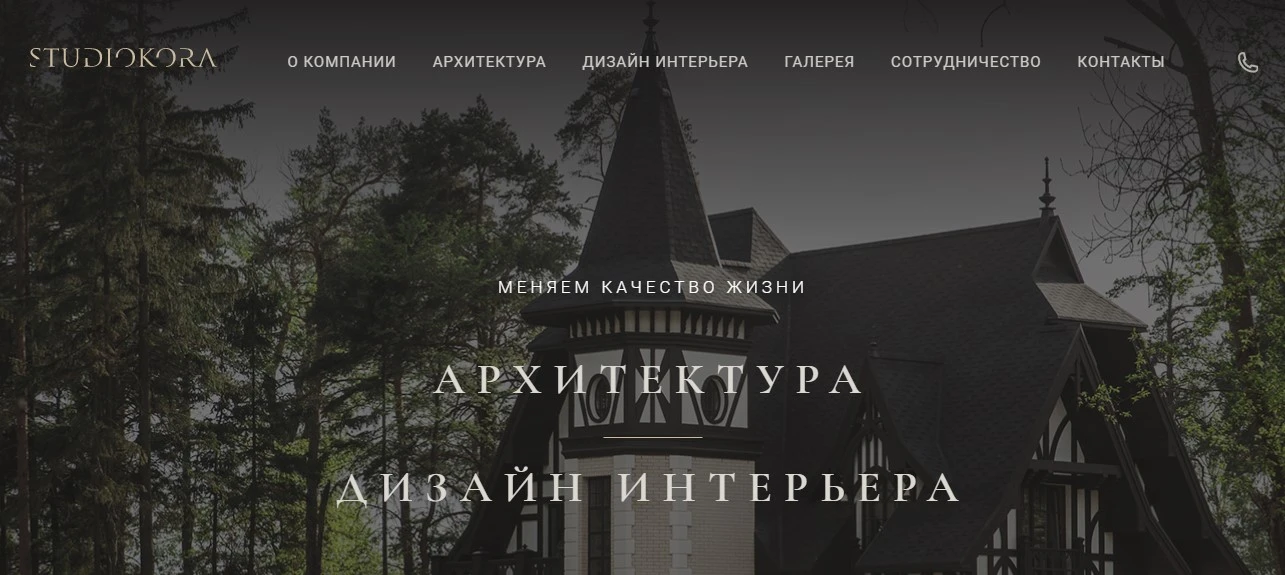 STUDIOKORA
О КОМПАНИИ АРХИТЕКТУРА ДИЗАЙН ИНТЕРЬЕРА ГАЛЕРЕЯ СОТРУДНИЧЕСТВО КОНТАКТЫ
МЕНЯЕМ КАЧЕСТВО ЖИЗНИ
АРХИТЕКТУРА
ДИЗАЙН ИНТЕРЬЕРА